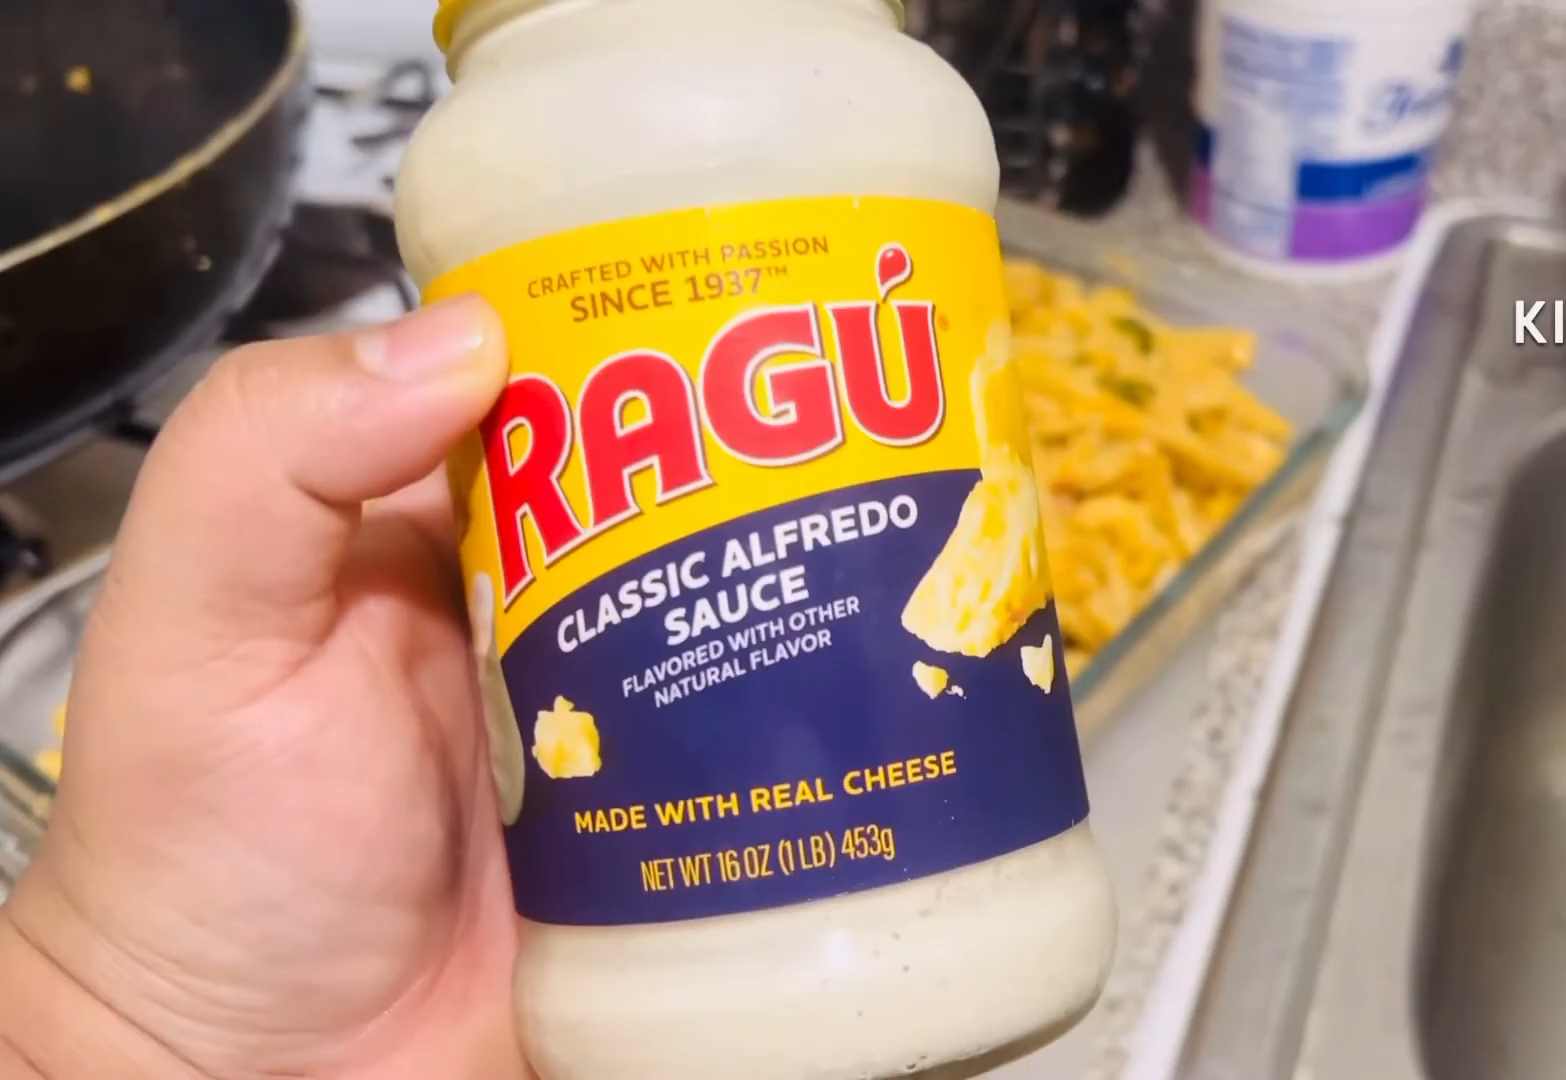 CRAFTED WITH PASSION
SINCE 1937™
RAGÚ®
CLASSIC ALFREDO
SAUCE
FLAVORED WITH OTHER
NATURAL FLAVOR
MADE WITH REAL CHEESE
NET WT 16 OZ (1 LB) 453g